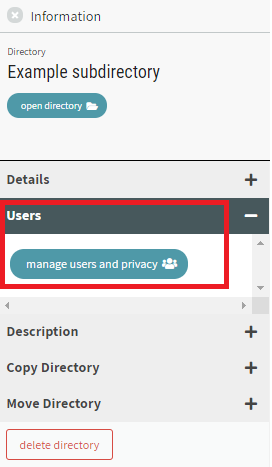 Information
Directory
Example subdirectory
open directory
Details
Users
manage users and privacy
Description
Copy Directory
Move Directory
delete directory